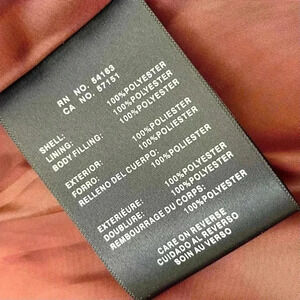 RN NO. 54163
CA NO. 57151
SHELL: 100%POLYESTER
LINING: 100%POLYESTER
BODY FILLING: 100%POLYESTER
EXTERIOR: 100%POLIESTER
FORRO: 100%POLIESTER
RELLENO DEL CUERPO: 100%POLIESTER
EXTÉRIEURE: 100%POLYESTER
DOUBLURE: 100%POLYESTER
REMBOURRAGE DU CORPS: 100%POLYESTER
CARE ON REVERSE
CUIDADO AL REVERSO
SOIN AU VERSO